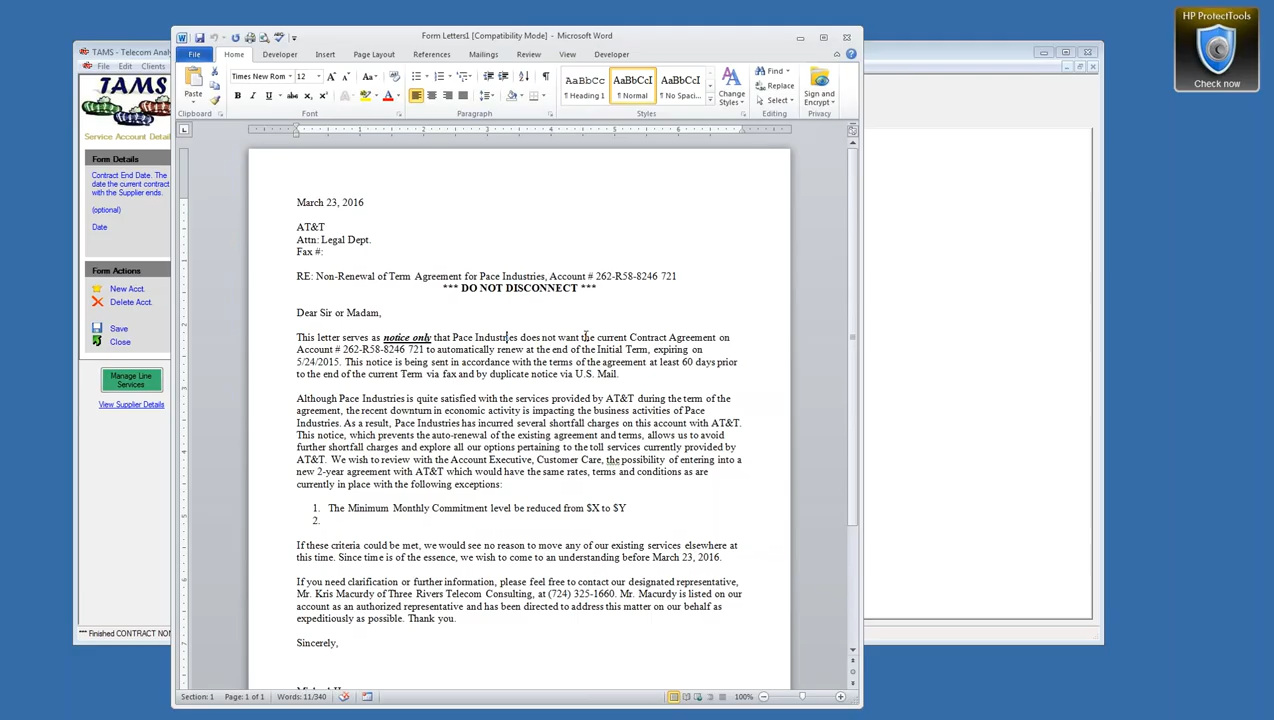 HP ProtectTools
Check now
Form Letters1 [Compatibility Mode] - Microsoft Word
File
Home
Developer
Insert
Page Layout
References
Mailings
Review
View
Developer
TAMS - Telecom Analy
File
Edit
Clients
TAMS
Service Account Detail
Form Details
Contract End Date. The
date the current contract
with the Supplier ends.
(optional)
Date
Form Actions
New Acct.
Delete Acct.
Save
Close
Manage Line
Services
View Supplier Details
*** Finished CONTRACT NON
Paste
Clipboard
Times New Rom
12
Font
Paragraph
AaBbCc
¶ Heading 1
AaBbCcI
¶ Normal
AaBbCcI
¶ No Spaci...
Change
Styles
Styles
Find
Replace
Select
Editing
Sign and
Encrypt
Privacy
March 23, 2016
AT&T
Attn: Legal Dept.
Fax #:
RE: Non-Renewal of Term Agreement for Pace Industries, Account # 262-R58-8246 721
*** DO NOT DISCONNECT ***
Dear Sir or Madam,
This letter serves as notice only that Pace Industries does not want the current Contract Agreement on
Account # 262-R58-8246 721 to automatically renew at the end of the Initial Term, expiring on
5/24/2015. This notice is being sent in accordance with the terms of the agreement at least 60 days prior
to the end of the current Term via fax and by duplicate notice via U.S. Mail.
Although Pace Industries is quite satisfied with the services provided by AT&T during the term of the
agreement, the recent downturn in economic activity is impacting the business activities of Pace
Industries. As a result, Pace Industries has incurred several shortfall charges on this account with AT&T.
This notice, which prevents the auto-renewal of the existing agreement and terms, allows us to avoid
further shortfall charges and explore all our options pertaining to the toll services currently provided by
AT&T. We wish to review with the Account Executive, Customer Care, the possibility of entering into a
new 2-year agreement with AT&T which would have the same rates, terms and conditions as are
currently in place with the following exceptions:
1. The Minimum Monthly Commitment level be reduced from $X to $Y
2.
If these criteria could be met, we would see no reason to move any of our existing services elsewhere at
this time. Since time is of the essence, we wish to come to an understanding before March 23, 2016.
If you need clarification or further information, please feel free to contact our designated representative,
Mr. Kris Macurdy of Three Rivers Telecom Consulting, at (724) 325-1660. Mr. Macurdy is listed on our
account as an authorized representative and has been directed to address this matter on our behalf as
expeditiously as possible. Thank you.
Sincerely,
Section: 1
Page: 1 of 1
Words: 11/340
100%